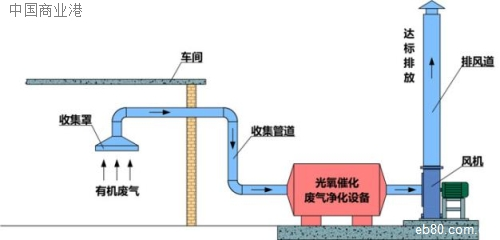 中国商业港
车间
收集罩
有机废气
收集管道
光氧催化
废气净化设备
达标排放
排风道
风机
eb80.com